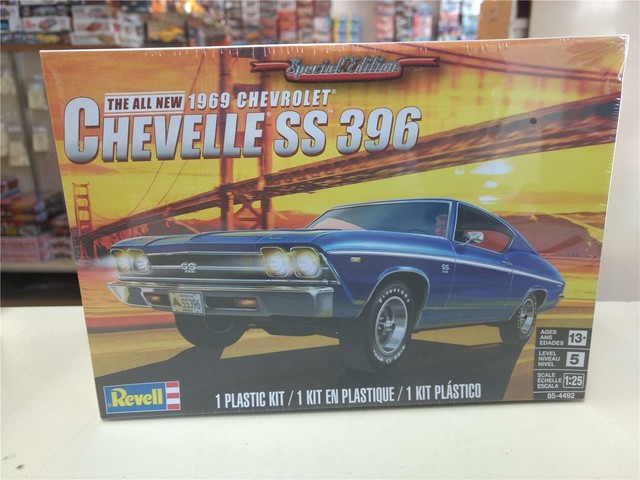 Special Edition
THE ALL NEW 1969 CHEVROLET
CHEVELLE SS 396
SS
SS
SS396
Firestone
Revell
1 PLASTIC KIT / 1 KIT EN PLASTIQUE / 1 KIT PLÁSTICO
AGES
ANS
EDADES
13+
LEVEL
NIVEAU
NIVEL
5
SCALE
ÉCHELLE
ESCALA
1:25
85-4492